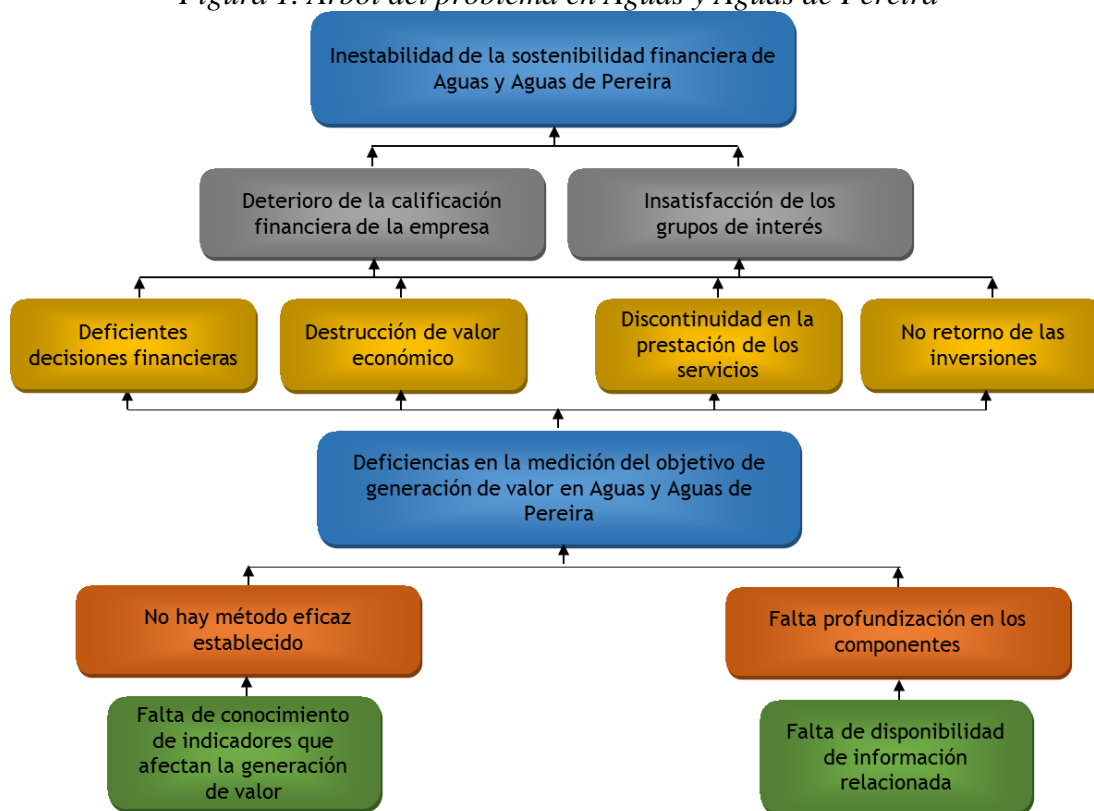 Figura 1. Árbol del problema en Aguas y Aguas de Pereira
Inestabilidad de la sostenibilidad financiera de
Aguas y Aguas de Pereira
Deterioro de la calificación
financiera de la empresa
Insatisfacción de los
grupos de interés
Deficientes
decisiones financieras
Destrucción de valor
económico
Discontinuidad en la
prestación de los
servicios
No retorno de las
inversiones
Deficiencias en la medición del objetivo de
generación de valor en Aguas y Aguas de
Pereira
No hay método eficaz
establecido
Falta profundización en los
componentes
Falta de conocimiento
de indicadores que
afectan la generación
de valor
Falta de disponibilidad
de información
relacionada